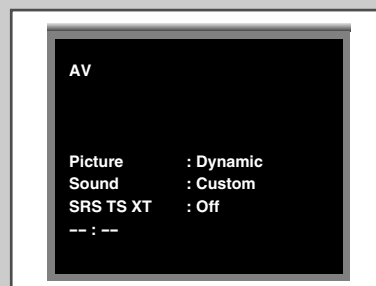 AV
Picture : Dynamic
Sound : Custom
SRS TS XT : Off
-- : --